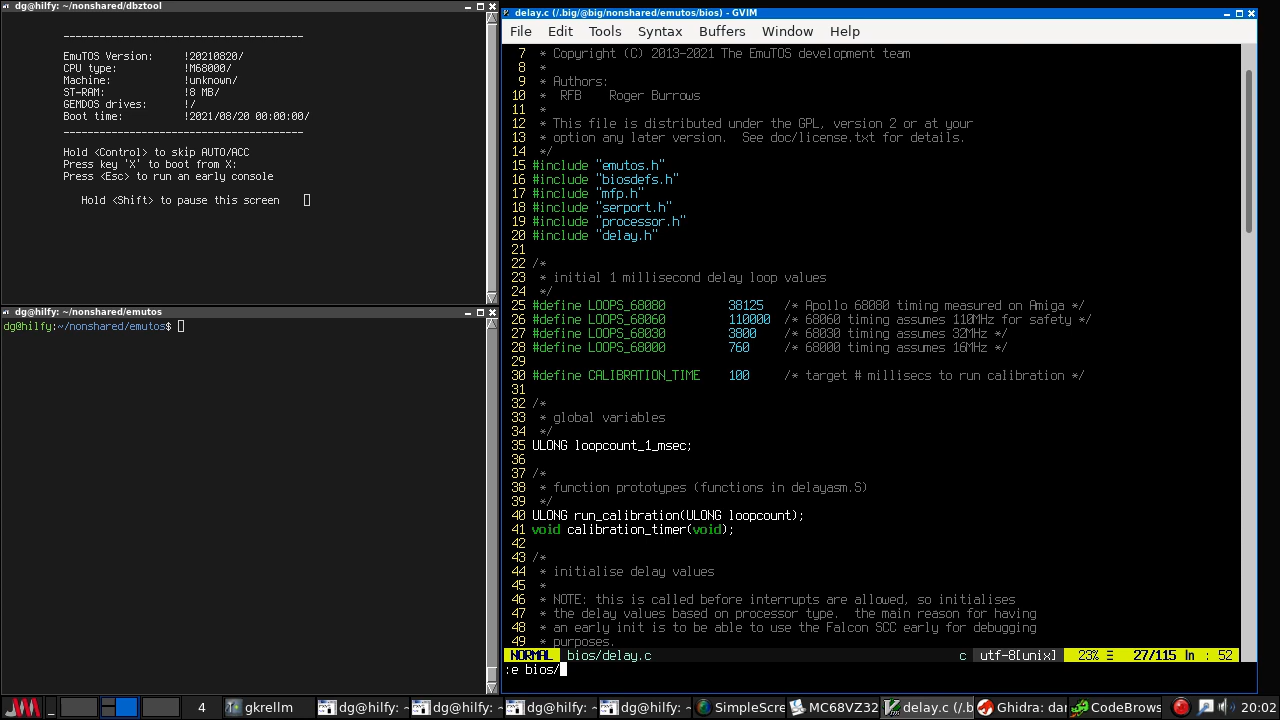 dg@hilfy: ~/nonshared/dbztool
EmuTOS Version: !20210820/
CPU type: !M68000/
Machine: !unknown/
ST-RAM: !8 MB/
GEMDOS drives: !/
Boot time: !2021/08/20 00:00:00/
Hold <Control> to skip AUTO/ACC
Press key 'X' to boot from X:
Press <Esc> to run an early console
Hold <Shift> to pause this screen
dg@hilfy: ~/nonshared/emutos
dg@hilfy:~/nonshared/emutos$
delay.c (/.big/@big/nonshared/emutos/bios) - GVIM
File Edit Tools Syntax Buffers Window Help
7 * Copyright (C) 2013-2021 The EmuTOS development team
8 *
9 * Authors:
10 * RFB Roger Burrows
11 *
12 * This file is distributed under the GPL, version 2 or at your
13 * option any later version. See doc/license.txt for details.
14 */
15 #include "emutos.h"
16 #include "biosdefs.h"
17 #include "mfp.h"
18 #include "serport.h"
19 #include "processor.h"
20 #include "delay.h"
21
22 /*
23 * initial 1 millisecond delay loop values
24 */
25 #define LOOPS_68080 38125 /* Apollo 68080 timing measured on Amiga */
26 #define LOOPS_68060 110000 /* 68060 timing assumes 110MHz for safety */
27 #define LOOPS_68030 3800 /* 68030 timing assumes 32MHz */
28 #define LOOPS_68000 760 /* 68000 timing assumes 16MHz */
29
30 #define CALIBRATION_TIME 100 /* target # millisecs to run calibration */
31
32 /*
33 * global variables
34 */
35 ULONG loopcount_1_msec;
36
37 /*
38 * function prototypes (functions in delayasm.S)
39 */
40 ULONG run_calibration(ULONG loopcount);
41 void calibration_timer(void);
42
43 /*
44 * initialise delay values
45 *
46 * NOTE: this is called before interrupts are allowed, so initialises
47 * the delay values based on processor type. the main reason for having
48 * an early init is to be able to use the Falcon SCC early for debugging
49 * purposes.
NORMAL bios/delay.c c utf-8[unix] 23% 27/115 ln : 52
:e bios/
4 gkrellm dg@hilfy: ~ dg@hilfy: ~ dg@hilfy: ~ dg@hilfy: ~ SimpleScre MC68VZ32 delay.c (/.b Ghidra: dar CodeBrows 20:02